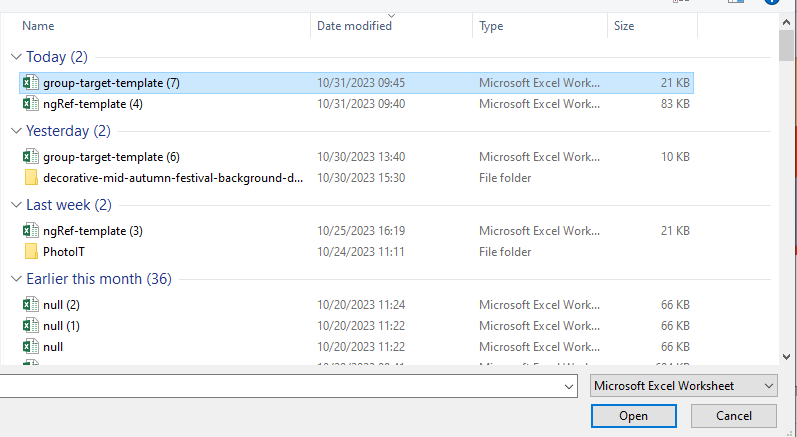 Name Date modified Type Size
Today (2)
group-target-template (7) 10/31/2023 09:45 Microsoft Excel Work... 21 KB
ngRef-template (4) 10/31/2023 09:40 Microsoft Excel Work... 83 KB
Yesterday (2)
group-target-template (6) 10/30/2023 13:40 Microsoft Excel Work... 10 KB
decorative-mid-autumn-festival-background-d... 10/30/2023 15:30 File folder
Last week (2)
ngRef-template (3) 10/25/2023 16:19 Microsoft Excel Work... 21 KB
PhotoIT 10/24/2023 11:11 File folder
Earlier this month (36)
null (2) 10/20/2023 11:24 Microsoft Excel Work... 66 KB
null (1) 10/20/2023 11:22 Microsoft Excel Work... 66 KB
null 10/20/2023 11:22 Microsoft Excel Work... 66 KB
Microsoft Excel Worksheet
Open Cancel